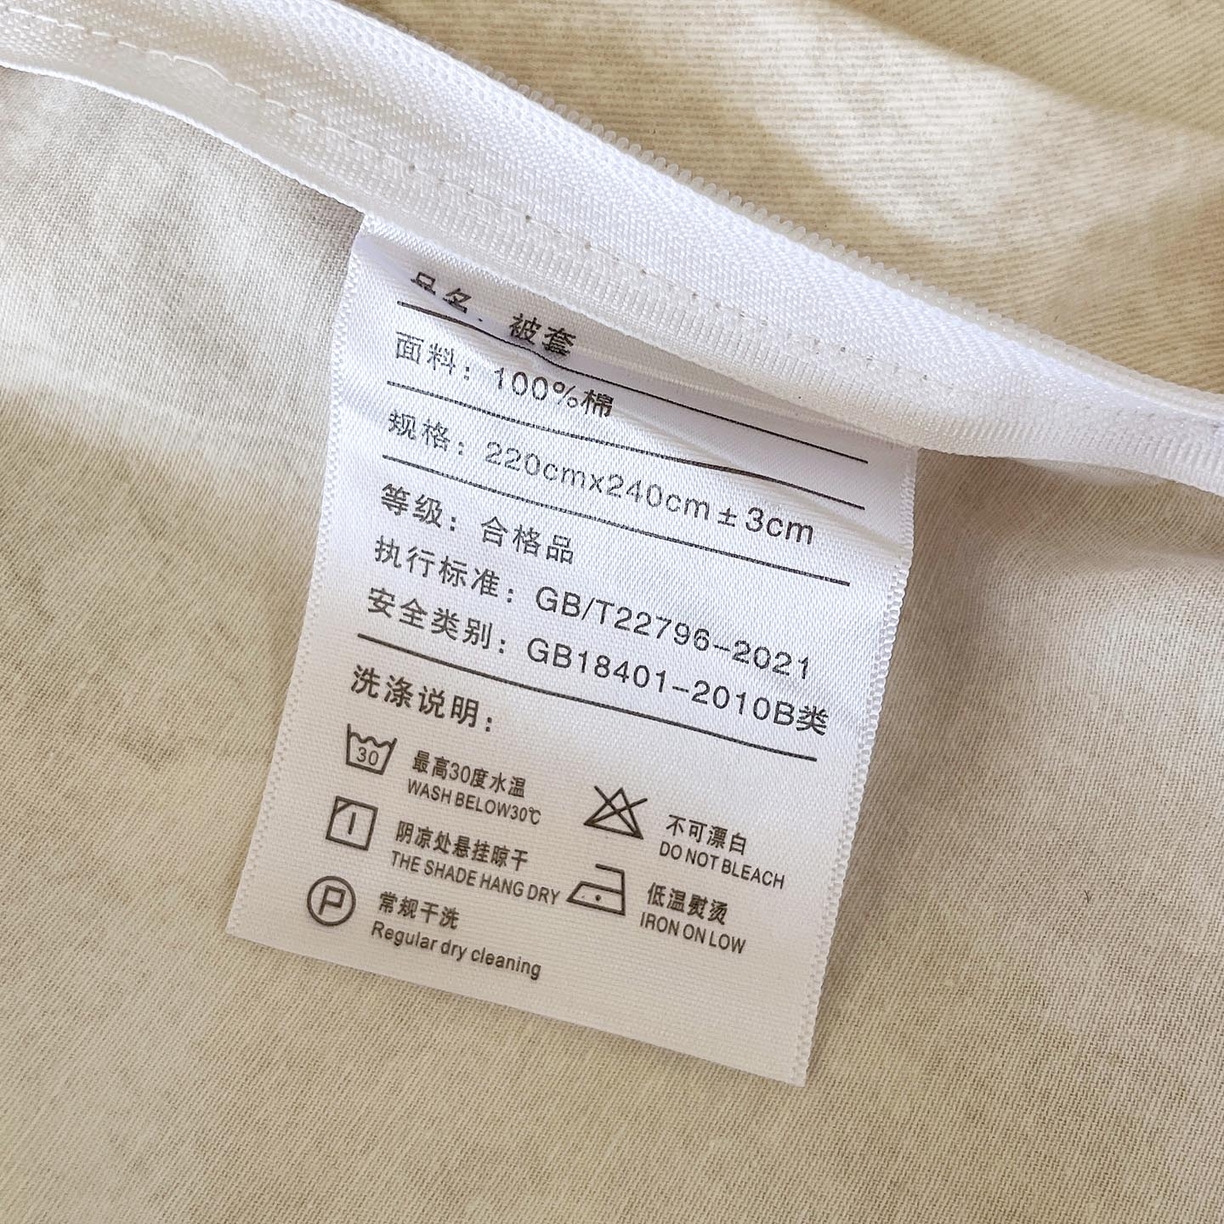 品名: 被套
面料: 100%棉
规格: 220cmx240cm±3cm
等级: 合格品
执行标准: GB/T22796-2021
安全类别: GB18401-2010B类
洗涤说明:
30 最高30度水温
WASH BELOW30℃
不可漂白
DO NOT BLEACH
阴凉处悬挂晾干
THE SHADE HANG DRY
低温熨烫
IRON ON LOW
P 常规干洗
Regular dry cleaning